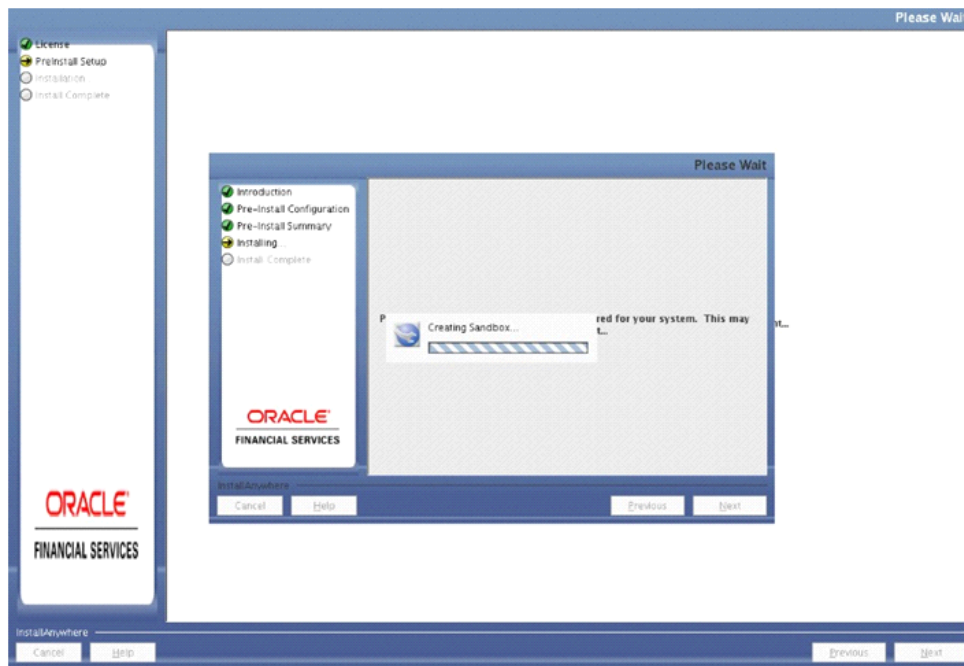 Please Wai
License
PreInstall Setup
Installation...
Install Complete
Please Wait
Introduction
Pre-Install Configuration
Pre-Install Summary
Installing...
Install Complete
P
Creating Sandbox...
red for your system. This may
t...
nt...
ORACLE
FINANCIAL SERVICES
InstallAnywhere
Cancel
Help
Previous
Next
ORACLE
FINANCIAL SERVICES
InstallAnywhere
Cancel
Help
Previous
Next